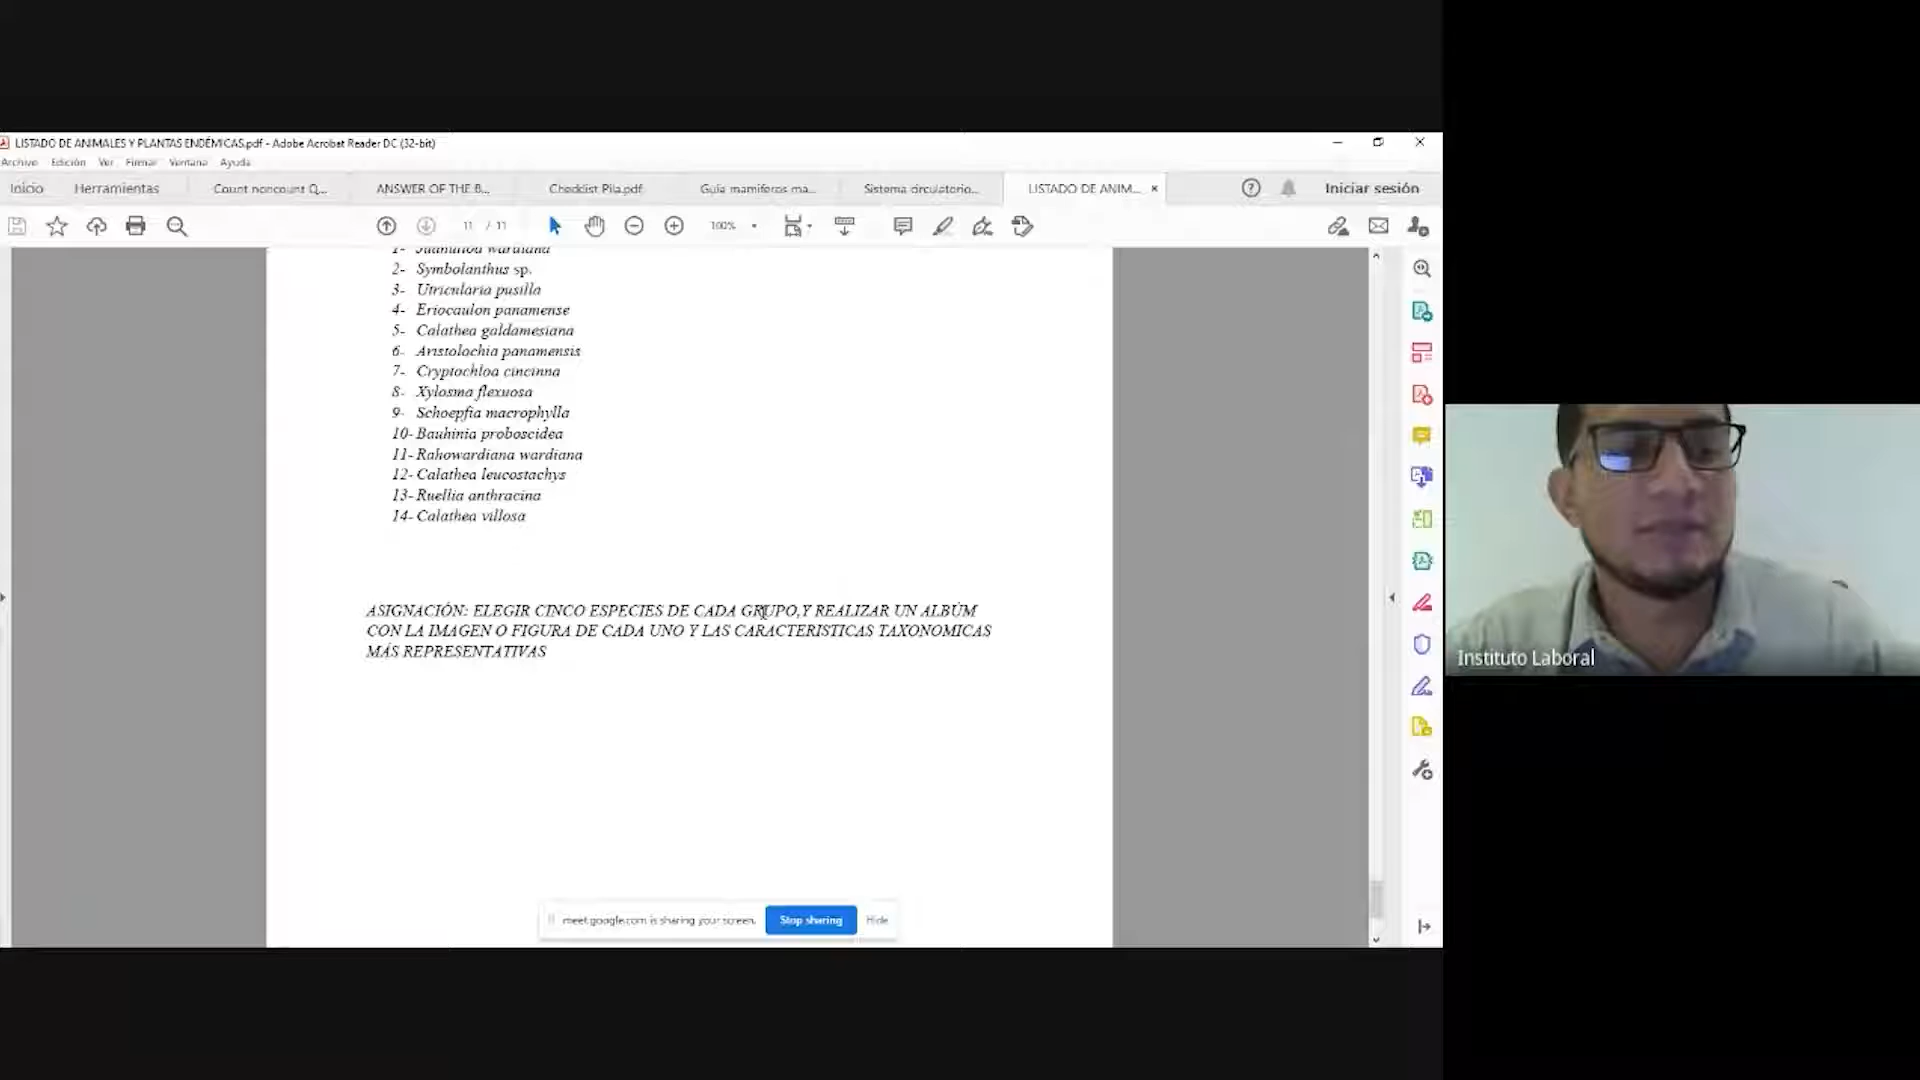 LISTADO DE ANIMALES Y PLANTAS ENDÉMICAS.pdf - Adobe Acrobat Reader DC (32-bit)
Archivo Edición Ver Firmar Ventana Ayuda
Inicio Herramientas Count noncount Q... ANSWER OF THE B... Checklist Pila.pdf Guía mamiferos ma... Sistema circulatorio... LISTADO DE ANIM... × Iniciar sesión
11 / 11 100%
2- Symbolanthus sp.
3- Utricularia pusilla
4- Eriocaulon panamense
5- Calathea galdamesiana
6- Aristolochia panamensis
7- Cryptochloa cincinna
8- Xylosma flexuosa
9- Schoepfia macrophylla
10- Bauhinia proboscidea
11- Rahowardiana wardiana
12- Calathea leucostachys
13- Ruellia anthracina
14- Calathea villosa
ASIGNACIÓN: ELEGIR CINCO ESPECIES DE CADA GRUPO,Y REALIZAR UN ALBÚM
CON LA IMAGEN O FIGURA DE CADA UNO Y LAS CARACTERISTICAS TAXONOMICAS
MÁS REPRESENTATIVAS
Instituto Laboral
meet.google.com is sharing your screen. Stop sharing Hide